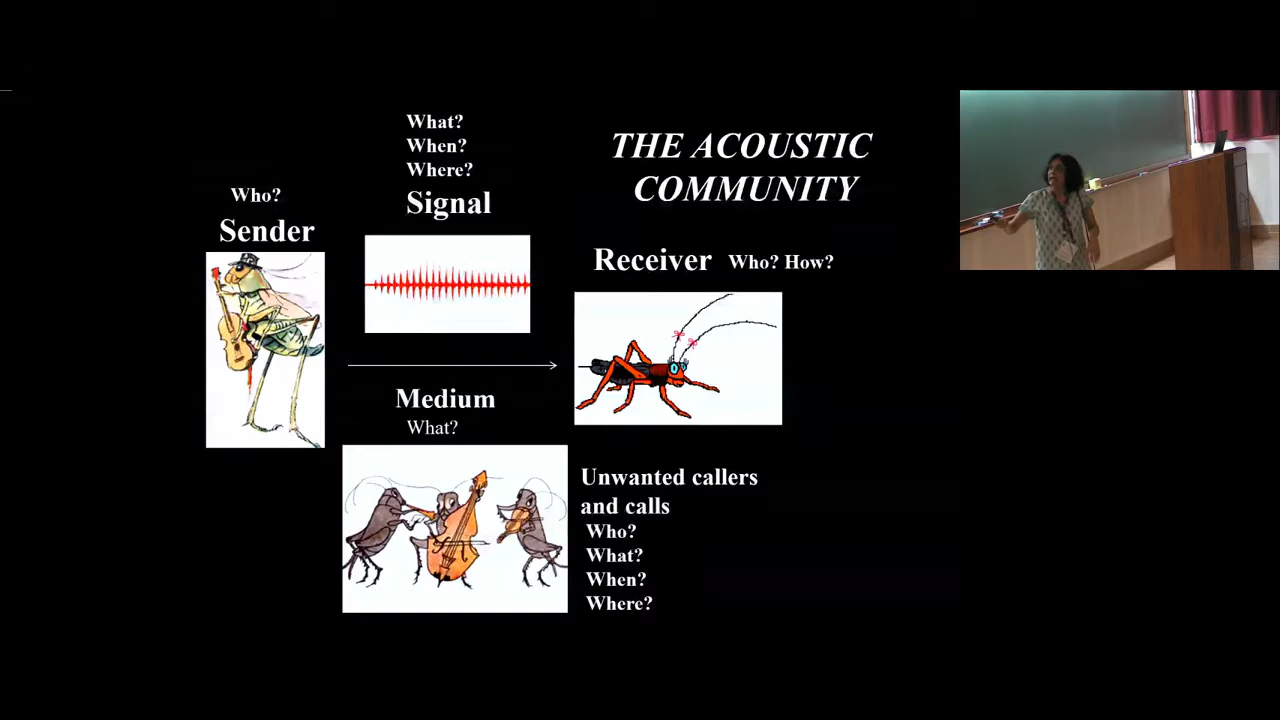 THE ACOUSTIC
COMMUNITY
Who?
Sender
What?
When?
Where?
Signal
Receiver Who? How?
Medium
What?
Unwanted callers
and calls
Who?
What?
When?
Where?